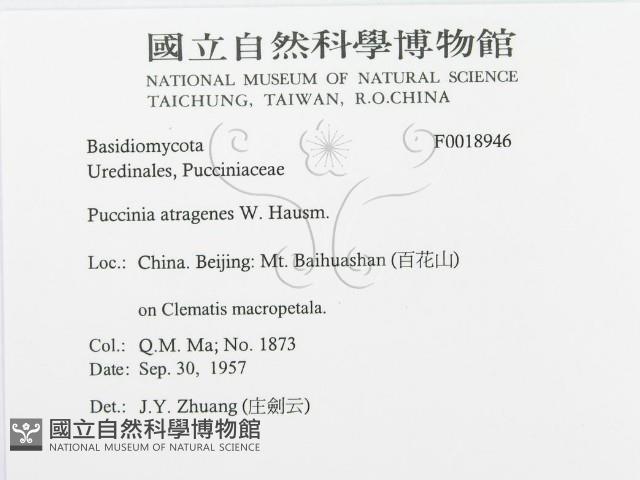 國立自然科學博物館
NATIONAL MUSEUM OF NATURAL SCIENCE
TAICHUNG, TAIWAN, R.O.CHINA
Basidiomycota F0018946
Uredinales, Pucciniaceae
Puccinia atragenes W. Hausm.
Loc.: China. Beijing: Mt. Baihuashan (百花山)
on Clematis macropetala.
Col.: Q.M. Ma; No. 1873
Date: Sep. 30, 1957
Det.: J.Y. Zhuang (庄劍云)
國立自然科學博物館
NATIONAL MUSEUM OF NATURAL SCIENCE